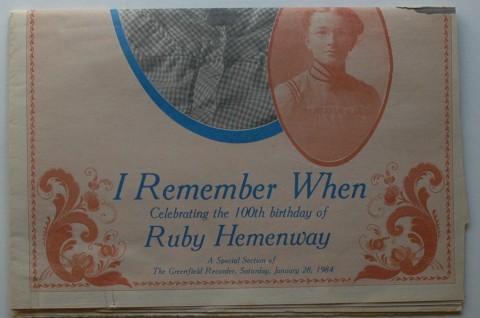 I Remember When
Celebrating the 100th birthday of
Ruby Hemenway
A Special Section of
The Greenfield Recorder, Saturday, January 28, 1984